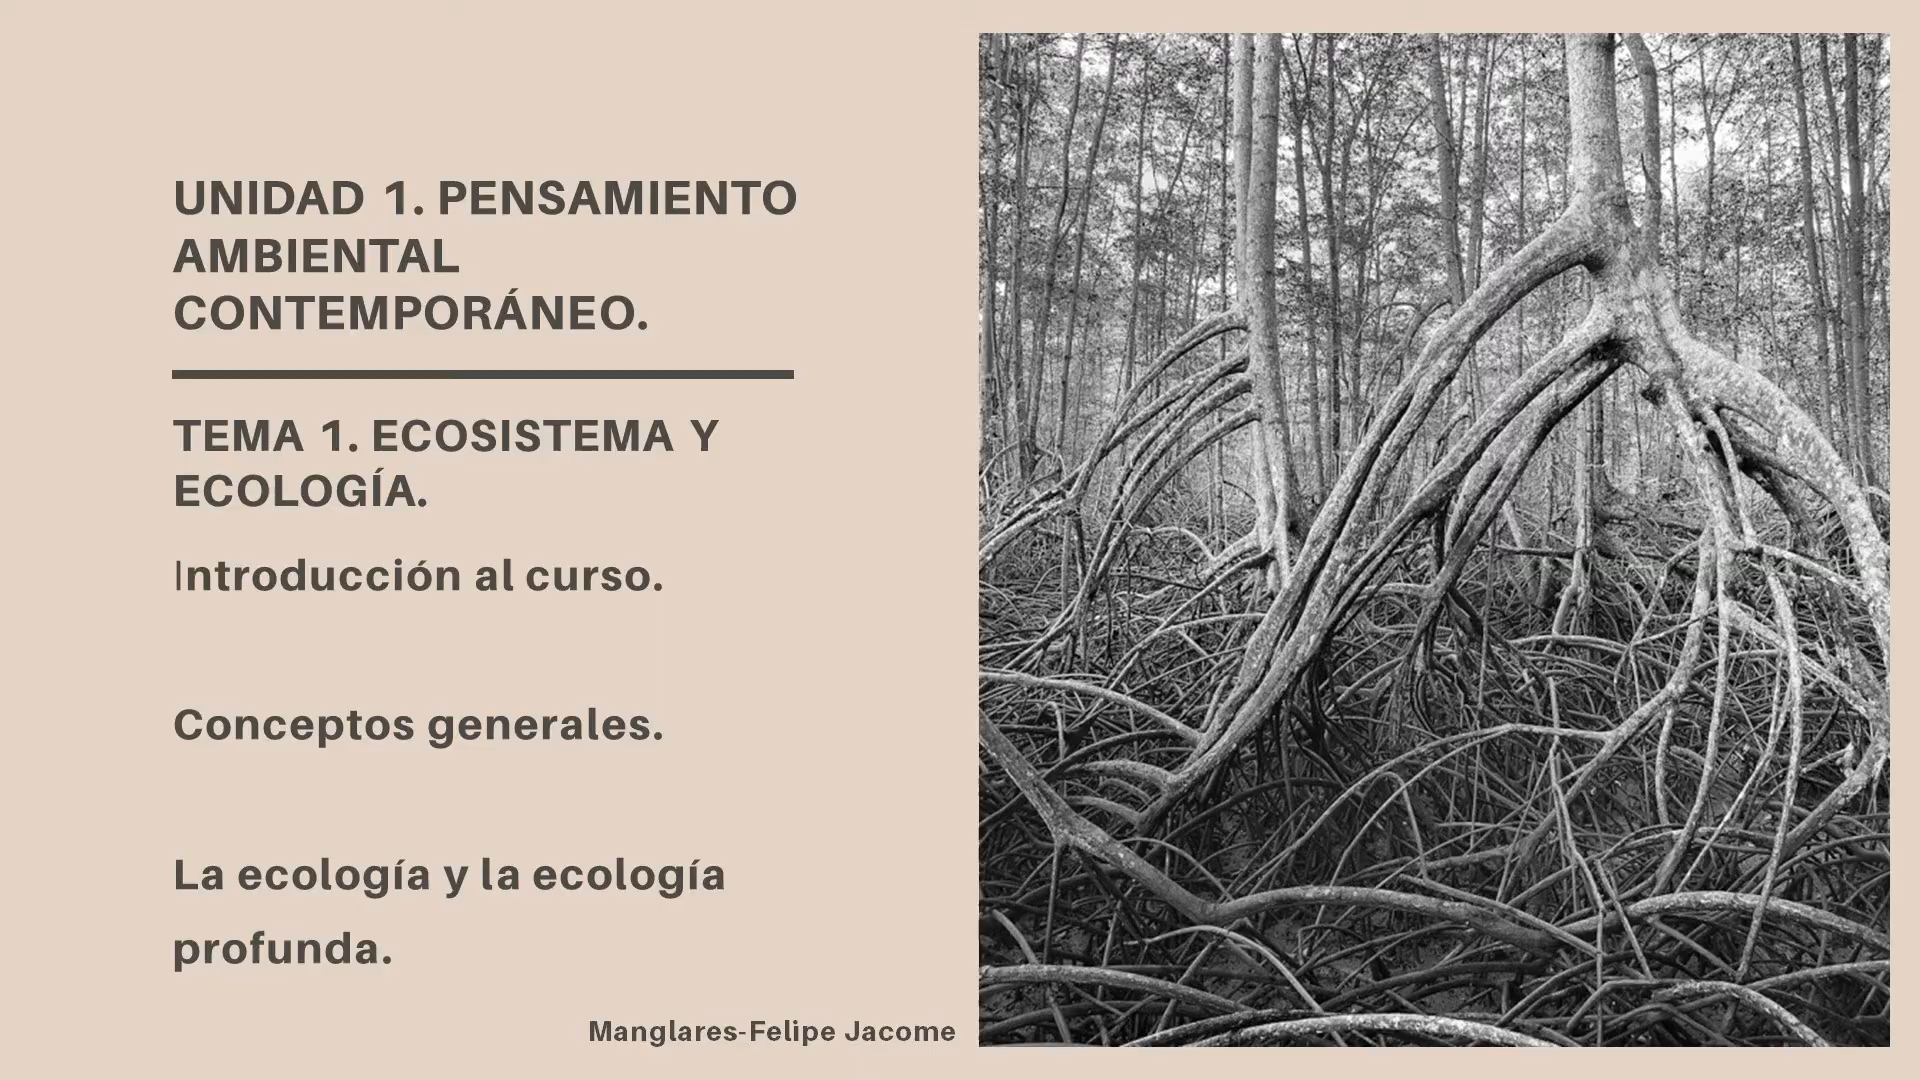 UNIDAD 1. PENSAMIENTO
AMBIENTAL
CONTEMPORÁNEO.
TEMA 1. ECOSISTEMA Y
ECOLOGÍA.
Introducción al curso.
Conceptos generales.
La ecología y la ecología
profunda.
Manglares-Felipe Jacome